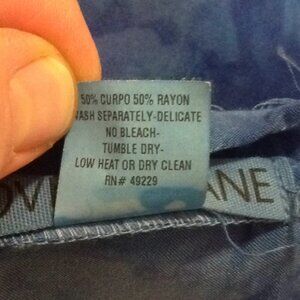 50% CURPO 50% RAYON
WASH SEPARATELY-DELICATE
NO BLEACH-
TUMBLE DRY-
LOW HEAT OR DRY CLEAN
RN# 49229